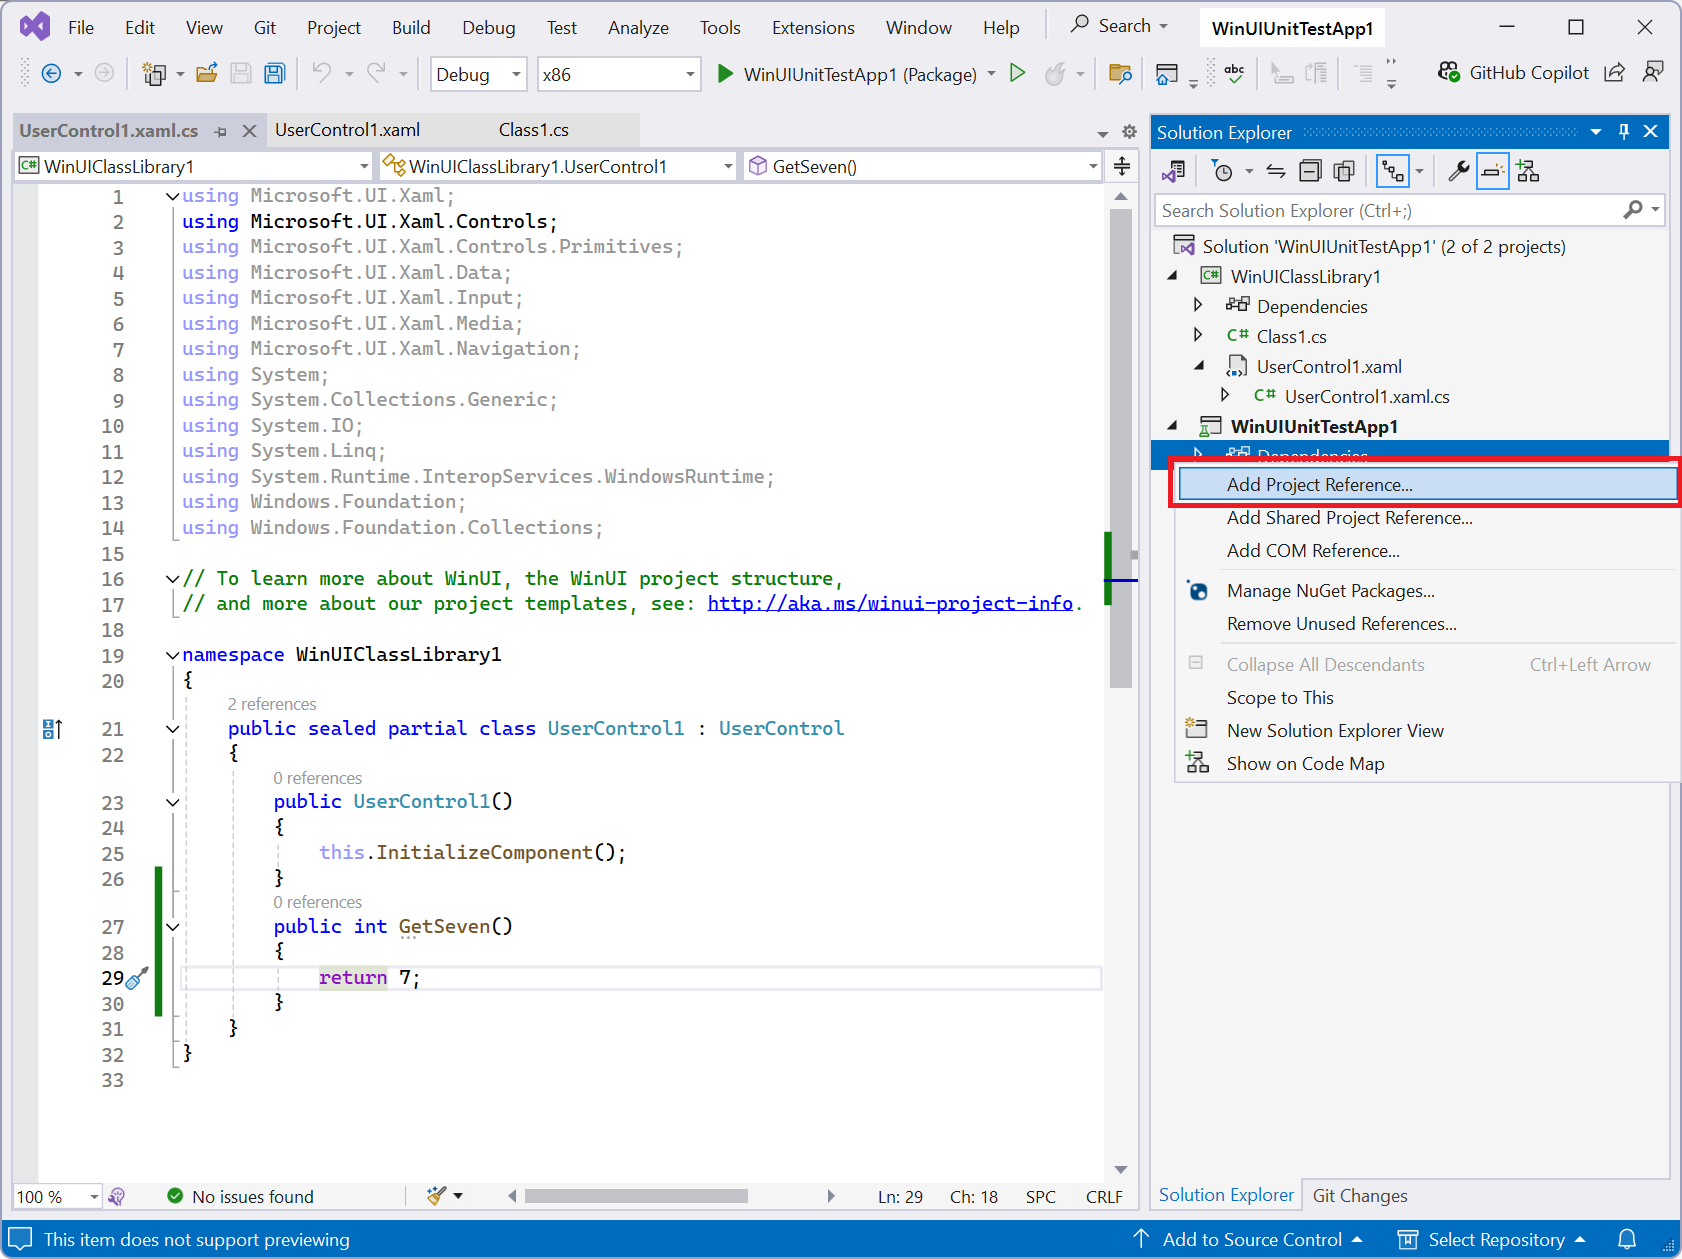 File Edit View Git Project Build Debug Test Analyze Tools Extensions Window Help Search WinUIUnitTestApp1
Debug x86 WinUIUnitTestApp1 (Package) abc GitHub Copilot
UserControl1.xaml.cs UserControl1.xaml Class1.cs
C# WinUIClassLibrary1 WinUIClassLibrary1.UserControl1 GetSeven()
1 using Microsoft.UI.Xaml;
2 using Microsoft.UI.Xaml.Controls;
3 using Microsoft.UI.Xaml.Controls.Primitives;
4 using Microsoft.UI.Xaml.Data;
5 using Microsoft.UI.Xaml.Input;
6 using Microsoft.UI.Xaml.Media;
7 using Microsoft.UI.Xaml.Navigation;
8 using System;
9 using System.Collections.Generic;
10 using System.IO;
11 using System.Linq;
12 using System.Runtime.InteropServices.WindowsRuntime;
13 using Windows.Foundation;
14 using Windows.Foundation.Collections;
15
16 // To learn more about WinUI, the WinUI project structure,
17 // and more about our project templates, see: http://aka.ms/winui-project-info.
18
19 namespace WinUIClassLibrary1
20 {
2 references
21 public sealed partial class UserControl1 : UserControl
22 {
0 references
23 public UserControl1()
24 {
25 this.InitializeComponent();
26 }
0 references
27 public int GetSeven()
28 {
29 return 7;
30 }
31 }
32 }
33
100 % No issues found Ln: 29 Ch: 18 SPC CRLF
Solution Explorer
Search Solution Explorer (Ctrl+;)
Solution 'WinUIUnitTestApp1' (2 of 2 projects)
C# WinUIClassLibrary1
Dependencies
C# Class1.cs
UserControl1.xaml
C# UserControl1.xaml.cs
WinUIUnitTestApp1
Dependencies
Add Project Reference...
Add Shared Project Reference...
Add COM Reference...
Manage NuGet Packages...
Remove Unused References...
Collapse All Descendants Ctrl+Left Arrow
Scope to This
New Solution Explorer View
Show on Code Map
Solution Explorer Git Changes
This item does not support previewing Add to Source Control Select Repository